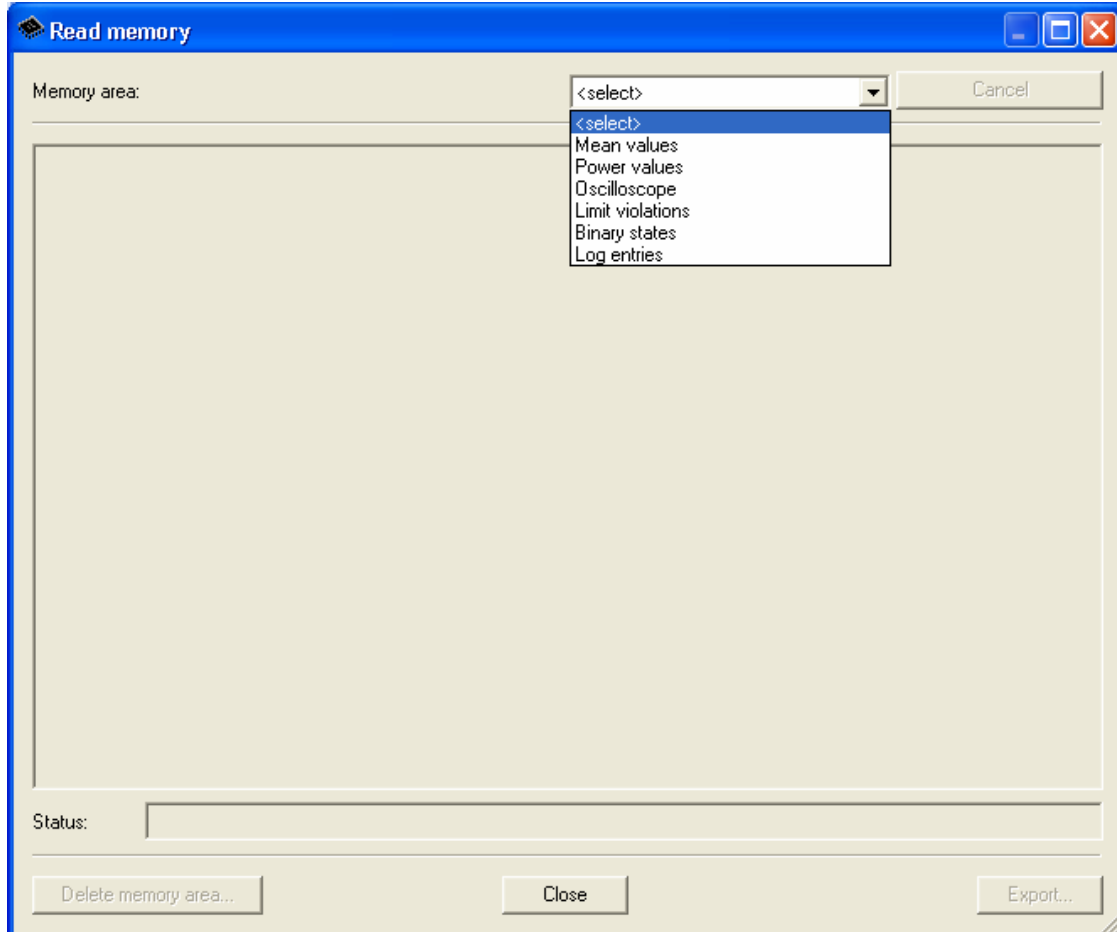 Read memory
Memory area:
<select>
Cancel
<select>
Mean values
Power values
Oscilloscope
Limit violations
Binary states
Log entries
Status:
Delete memory area...
Close
Export...